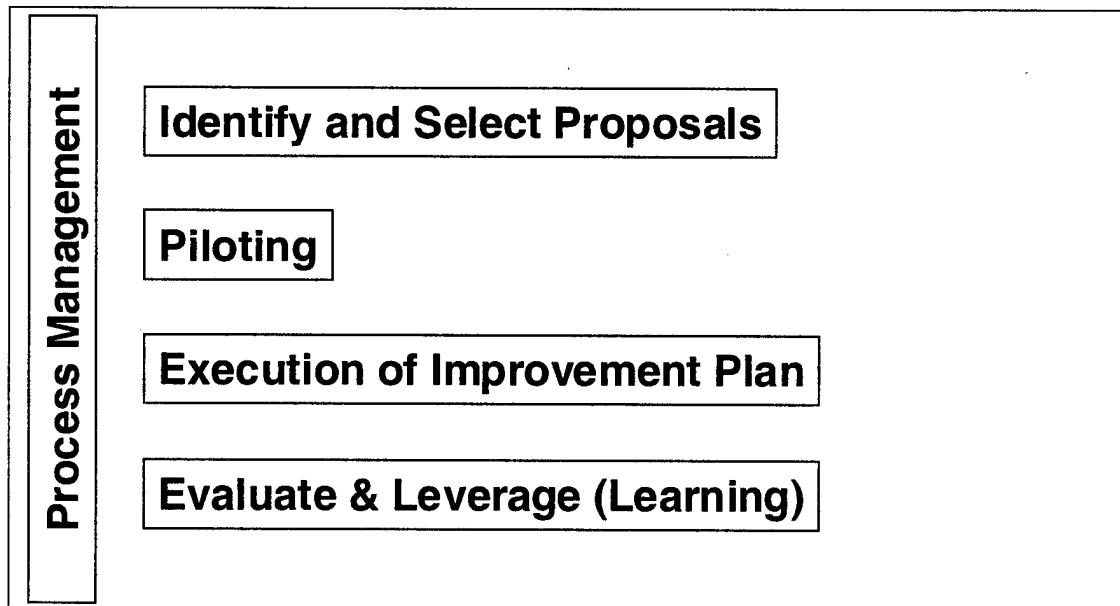 Process Management
Identify and Select Proposals
Piloting
Execution of Improvement Plan
Evaluate & Leverage (Learning)